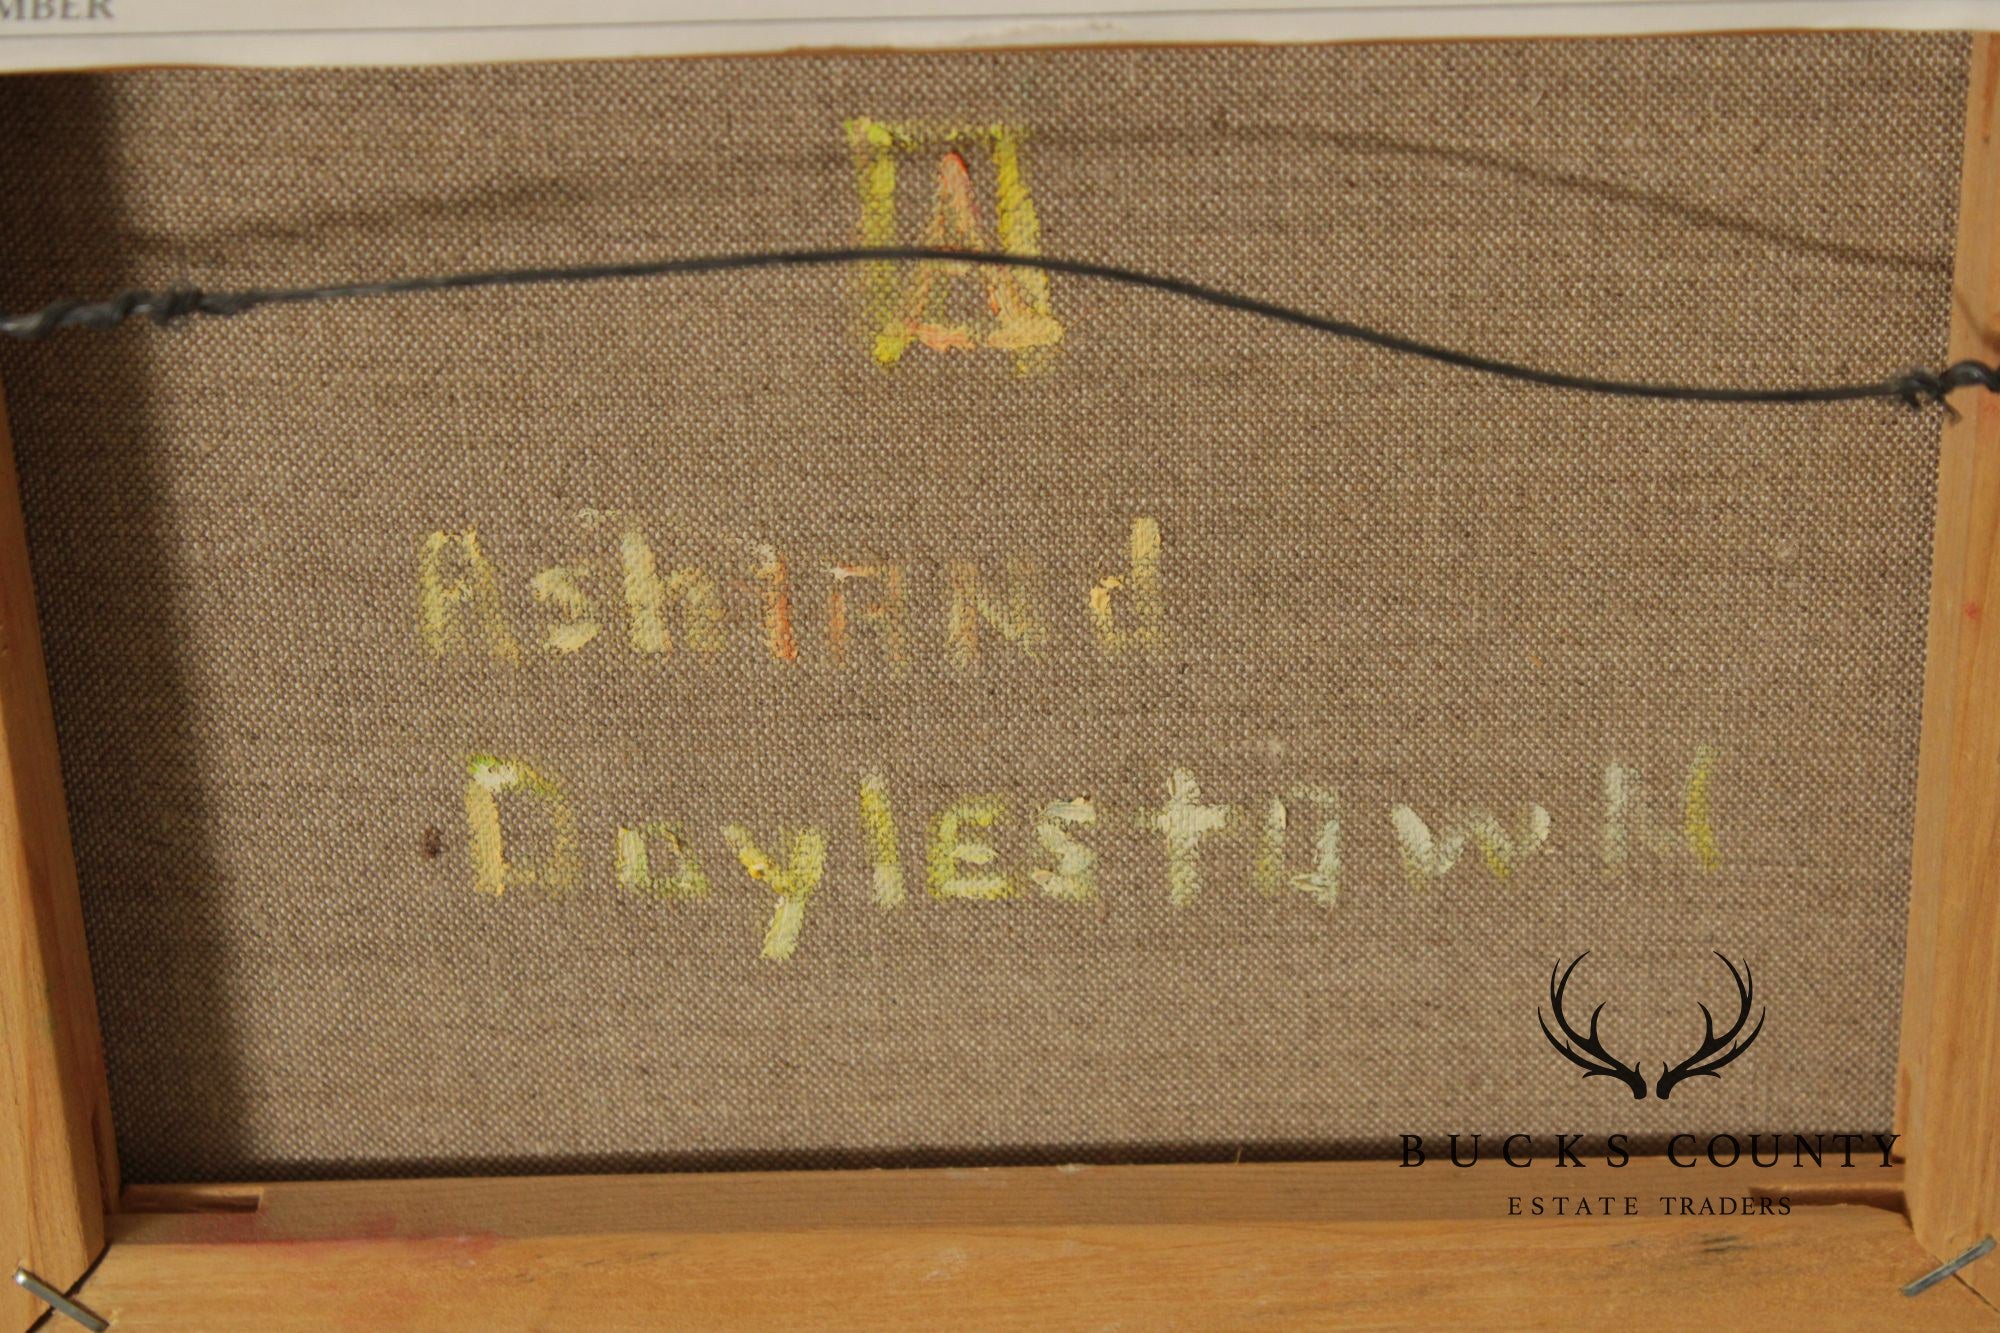 MBER
A
Ashland
Doylestown
BUCKS COUNTY
ESTATE TRADERS